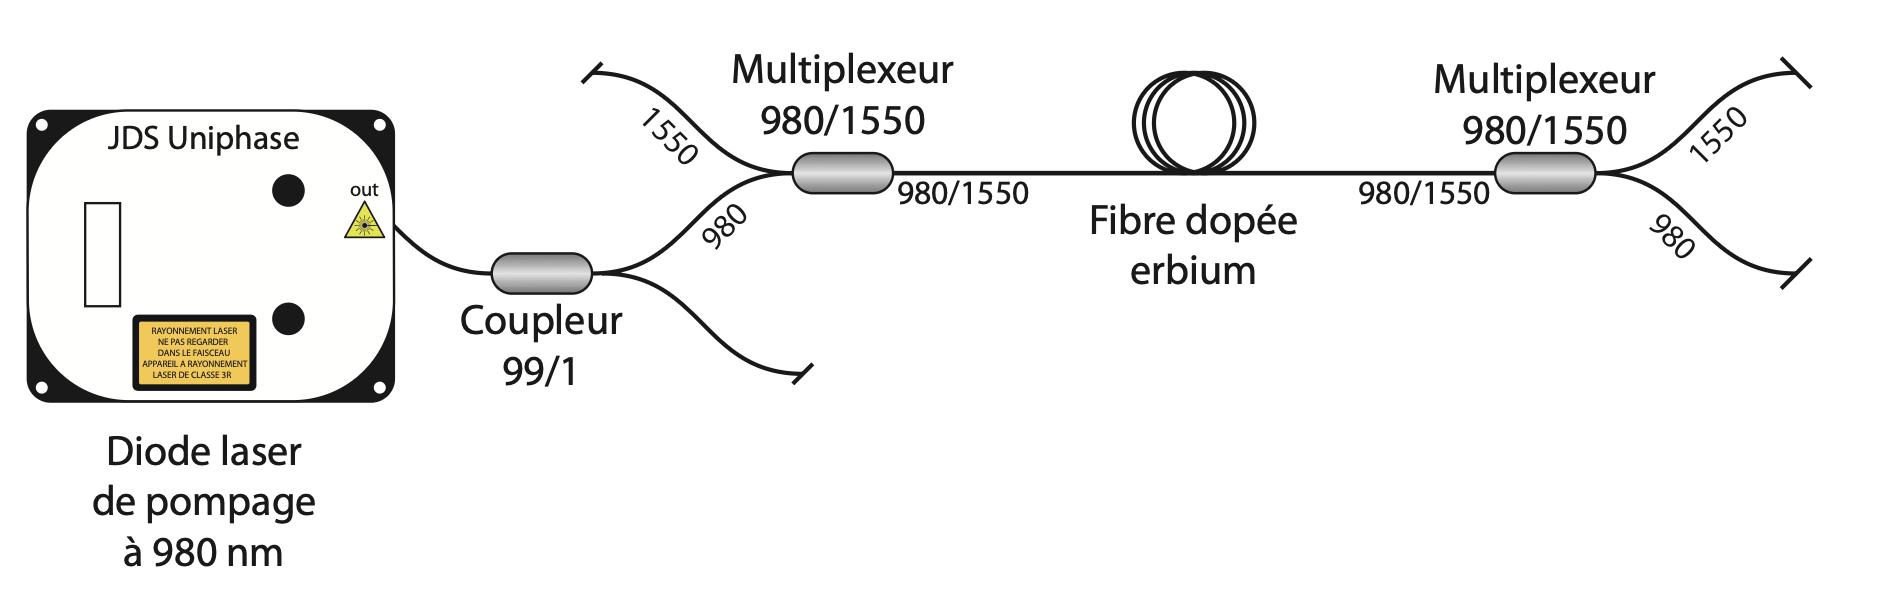 JDS Uniphase
out
RAYONNEMENT LASER
NE PAS REGARDER
DANS LE FAISCEAU
APPAREIL A RAYONNEMENT
LASER DE CLASSE 3R
Diode laser
de pompage
à 980 nm
Coupleur
99/1
1550
980
Multiplexeur
980/1550
980/1550
Fibre dopée
erbium
980/1550
Multiplexeur
980/1550
1550
980